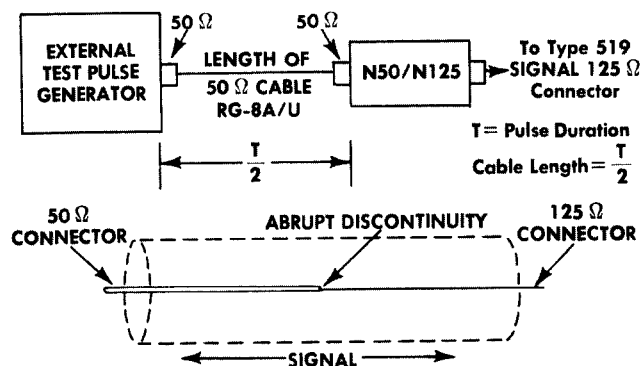 50 Ω
50 Ω
EXTERNAL
TEST PULSE
GENERATOR
LENGTH OF
50 Ω CABLE
RG-8A/U
N50/N125
To Type 519
SIGNAL 125 Ω
Connector
T
2
T = Pulse Duration
Cable Length = T
2
50 Ω
CONNECTOR
ABRUPT DISCONTINUITY
125 Ω
CONNECTOR
SIGNAL